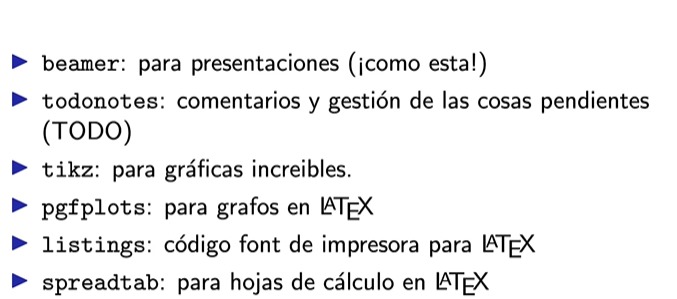 beamer: para presentaciones (¡como esta!)
todonotes: comentarios y gestión de las cosas pendientes
(TODO)
tikz: para gráficas increibles.
pgfplots: para grafos en LATEX
listings: código font de impresora para LATEX
spreadtab: para hojas de cálculo en LATEX